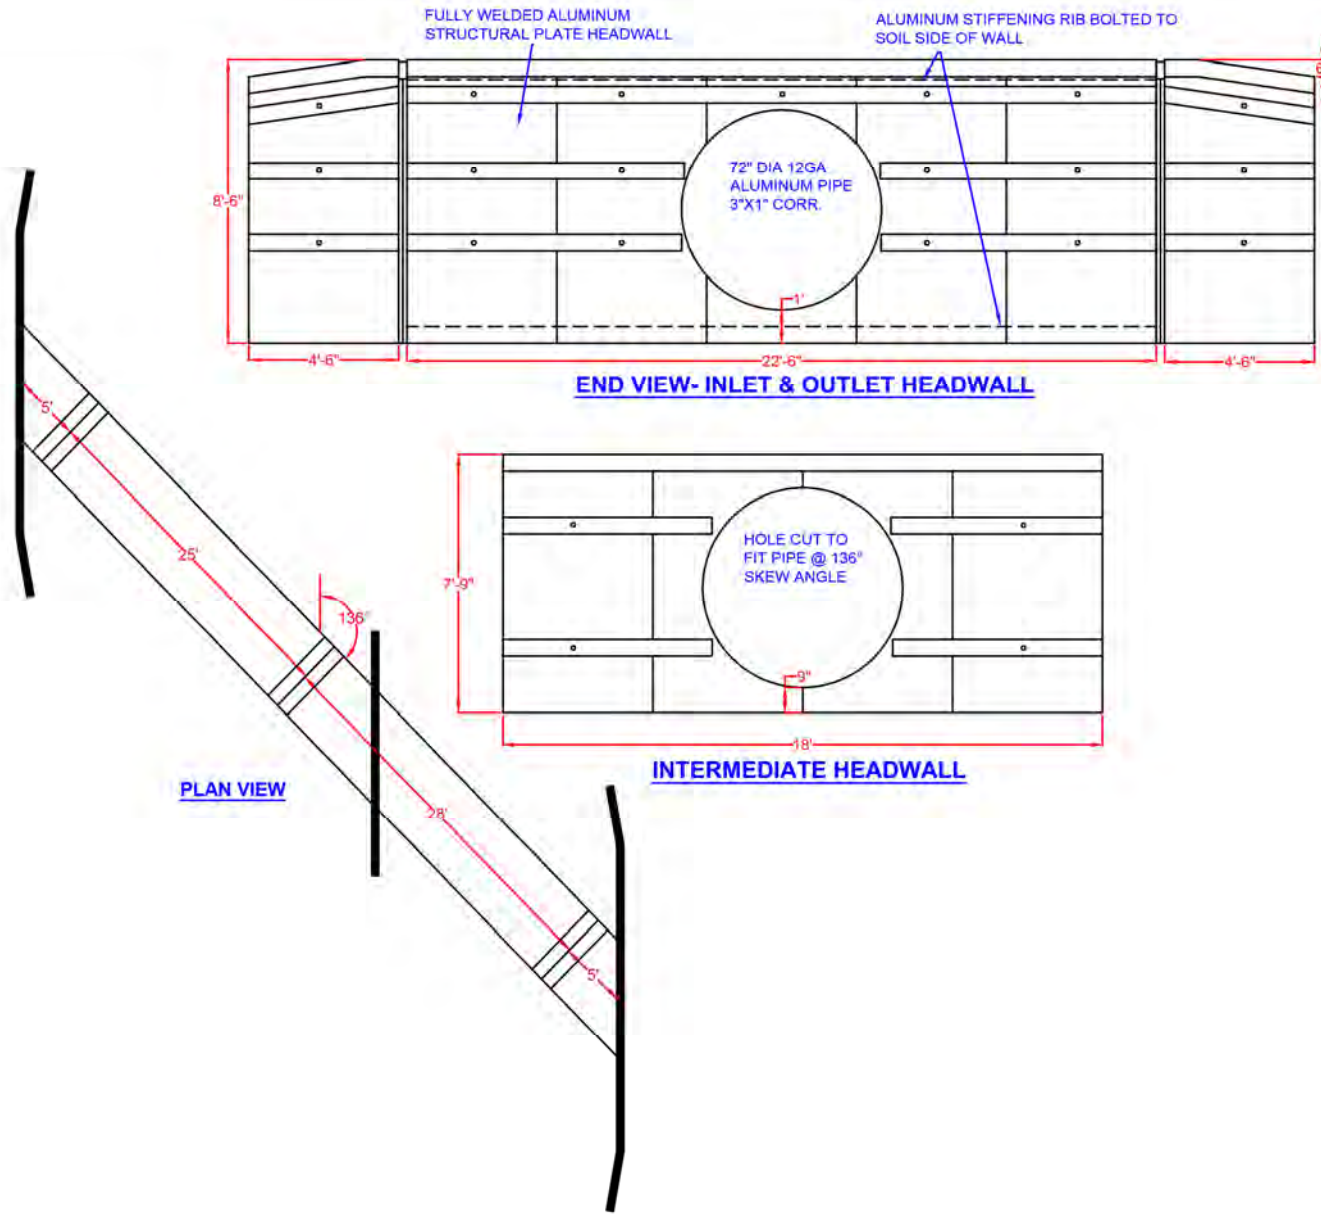 FULLY WELDED ALUMINUM
STRUCTURAL PLATE HEADWALL
ALUMINUM STIFFENING RIB BOLTED TO
SOIL SIDE OF WALL
8'-6"
72" DIA 12GA
ALUMINUM PIPE
3"X1" CORR.
1'
4'-6"
22'-6"
4'-6"
END VIEW- INLET & OUTLET HEADWALL
5'
25'
136°
28'
5'
PLAN VIEW
7'-9"
HOLE CUT TO
FIT PIPE @ 136°
SKEW ANGLE
9"
18'
INTERMEDIATE HEADWALL